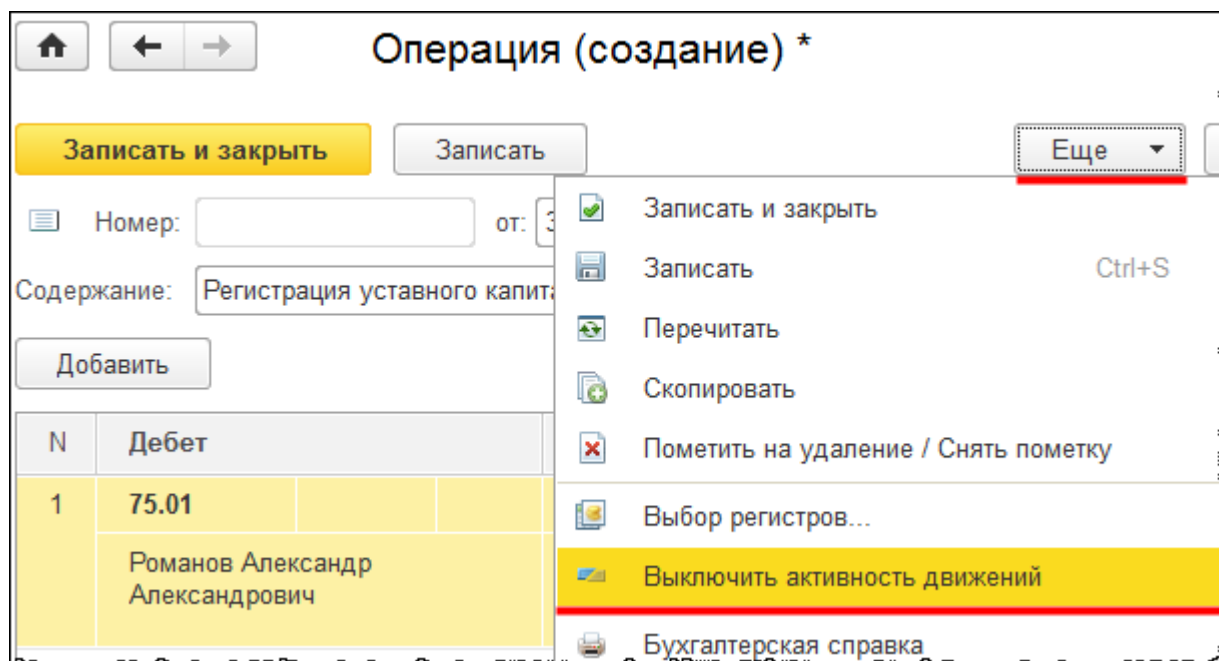 Операция (создание) *
Записать и закрыть
Записать
Еще
Номер:
от:
Записать и закрыть
Содержание:
Регистрация уставного
Записать Ctrl+S
Перечитать
Добавить
Скопировать
N Дебет
Пометить на удаление / Снять пометку
1 75.01
Выбор регистров...
Романов Александр
Александрович
Выключить активность движений
Бухгалтерская справка